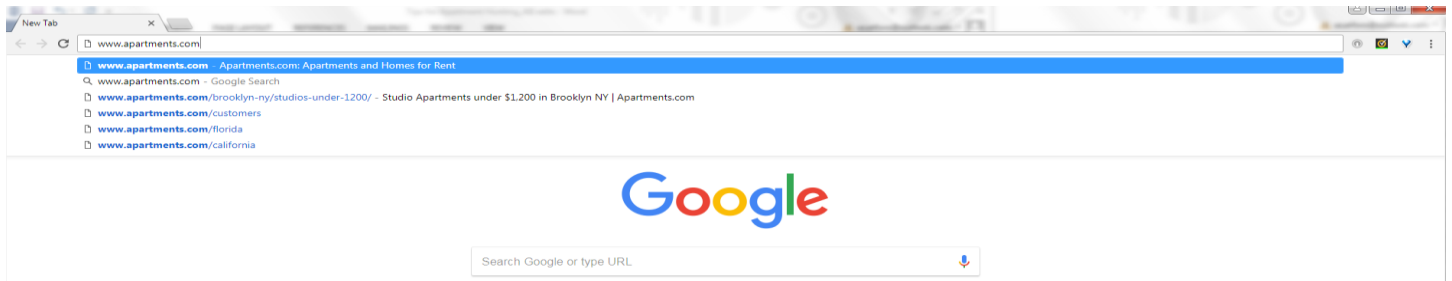 New Tab
www.apartments.com
www.apartments.com - Apartments.com: Apartments and Homes for Rent
www.apartments.com - Google Search
www.apartments.com/brooklyn-ny/studios-under-1200/ - Studio Apartments under $1,200 in Brooklyn NY | Apartments.com
www.apartments.com/customers
www.apartments.com/florida
www.apartments.com/california
Google
Search Google or type URL